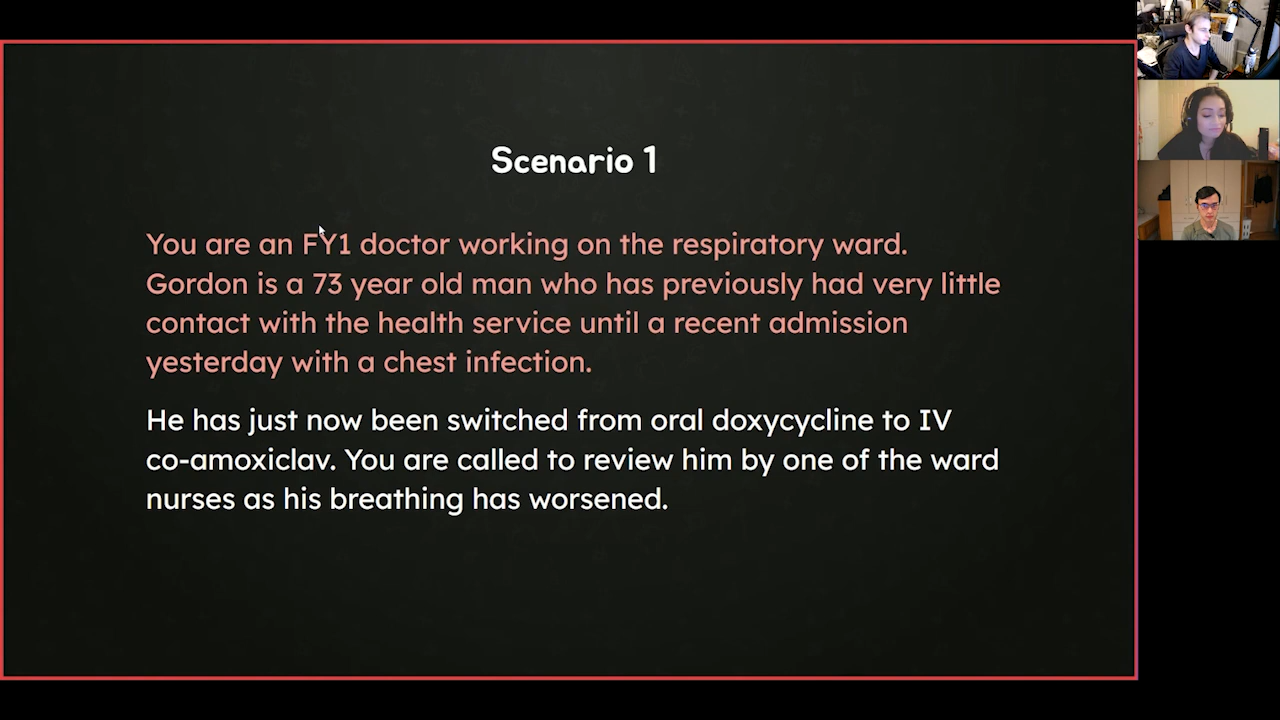 Scenario 1
You are an FY1 doctor working on the respiratory ward.
Gordon is a 73 year old man who has previously had very little
contact with the health service until a recent admission
yesterday with a chest infection.
He has just now been switched from oral doxycycline to IV
co-amoxiclav. You are called to review him by one of the ward
nurses as his breathing has worsened.